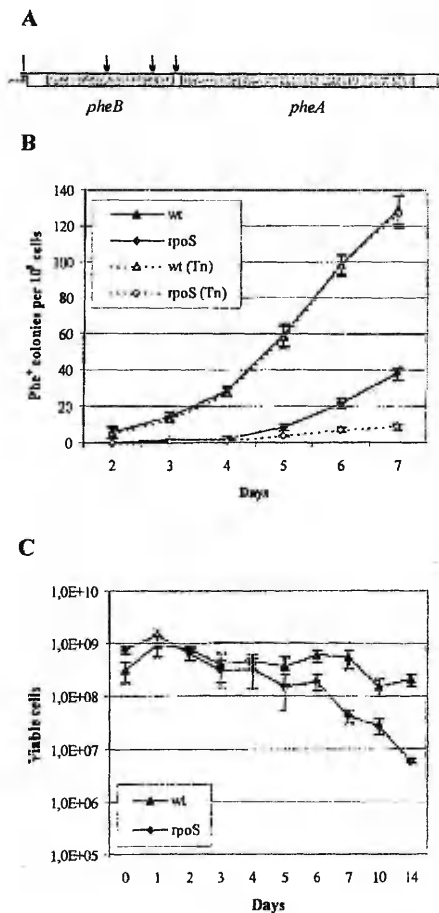 A
pheB pheA
B
Phe⁺ colonies per 10⁸ cells
140
120
100
80
60
40
20
0
wt
rpoS
wt (Tn)
rpoS (Tn)
2 3 4 5 6 7
Days
C
Viable cells
1,0E+10
1,0E+09
1,0E+08
1,0E+07
1,0E+06
1,0E+05
wt
rpoS
0 1 2 3 4 5 6 7 10 14
Days